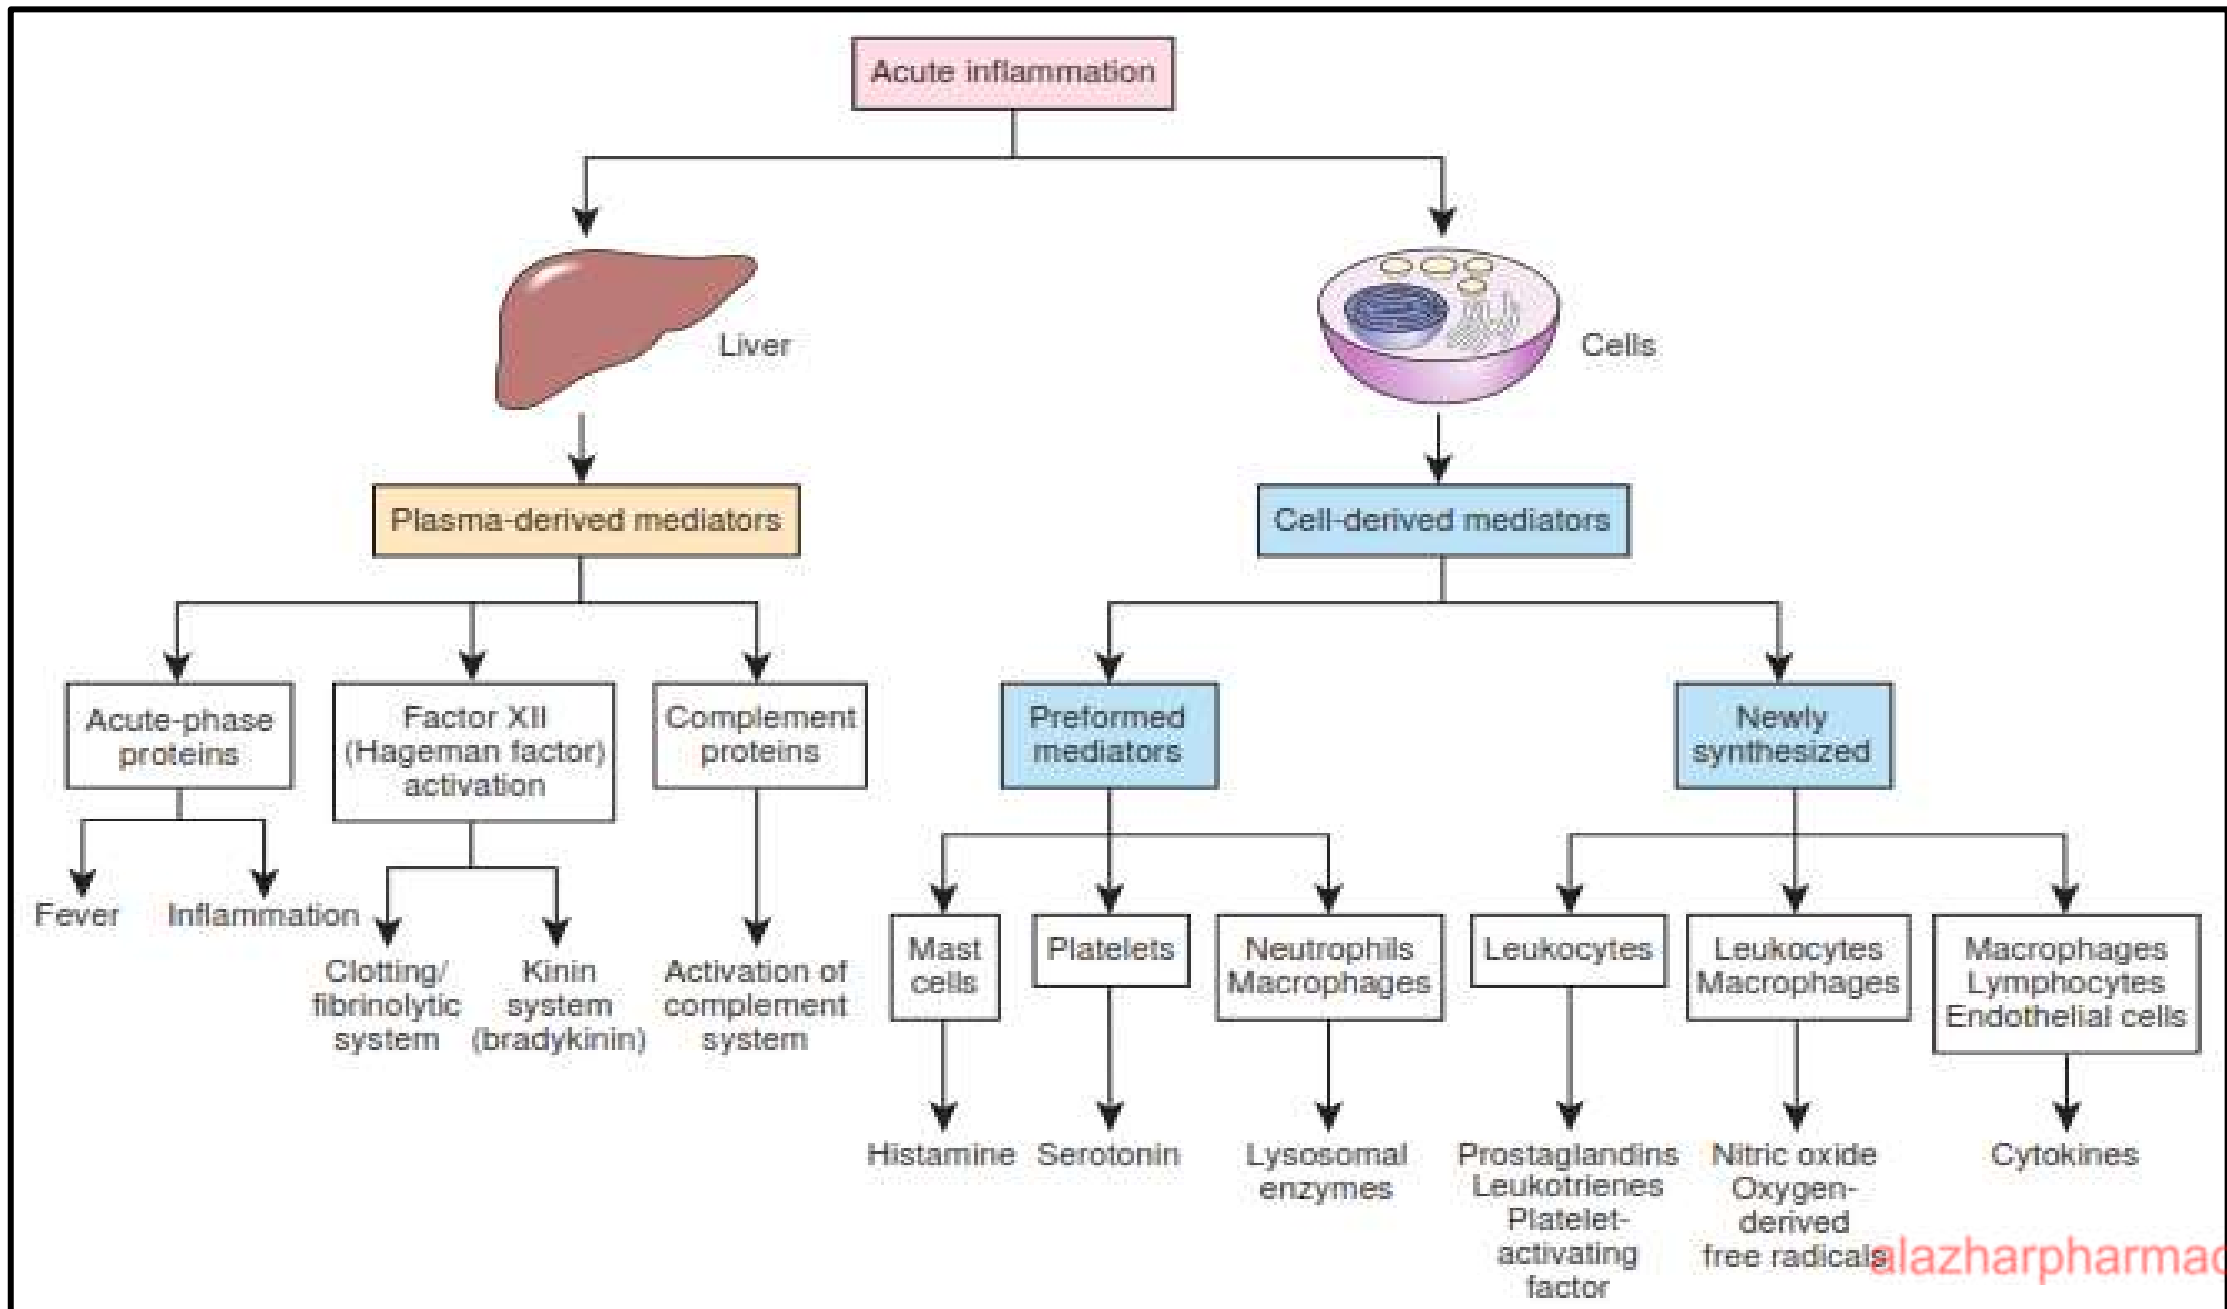 Acute inflammation
Liver
Cells
Plasma-derived mediators
Cell-derived mediators
Acute-phase
proteins
Factor XII
(Hageman factor)
activation
Complement
proteins
Preformed
mediators
Newly
synthesized
Fever
Inflammation
Clotting/
fibrinolytic
system
Kinin
system
(bradykinin)
Activation of
complement
system
Mast
cells
Platelets
Neutrophils
Macrophages
Leukocytes
Leukocytes
Macrophages
Macrophages
Lymphocytes
Endothelial cells
Histamine
Serotonin
Lysosomal
enzymes
Prostaglandins
Leukotrienes
Platelet-
activating
factor
Nitric oxide
Oxygen-
derived
free radicals
Cytokines
alazharpharmac